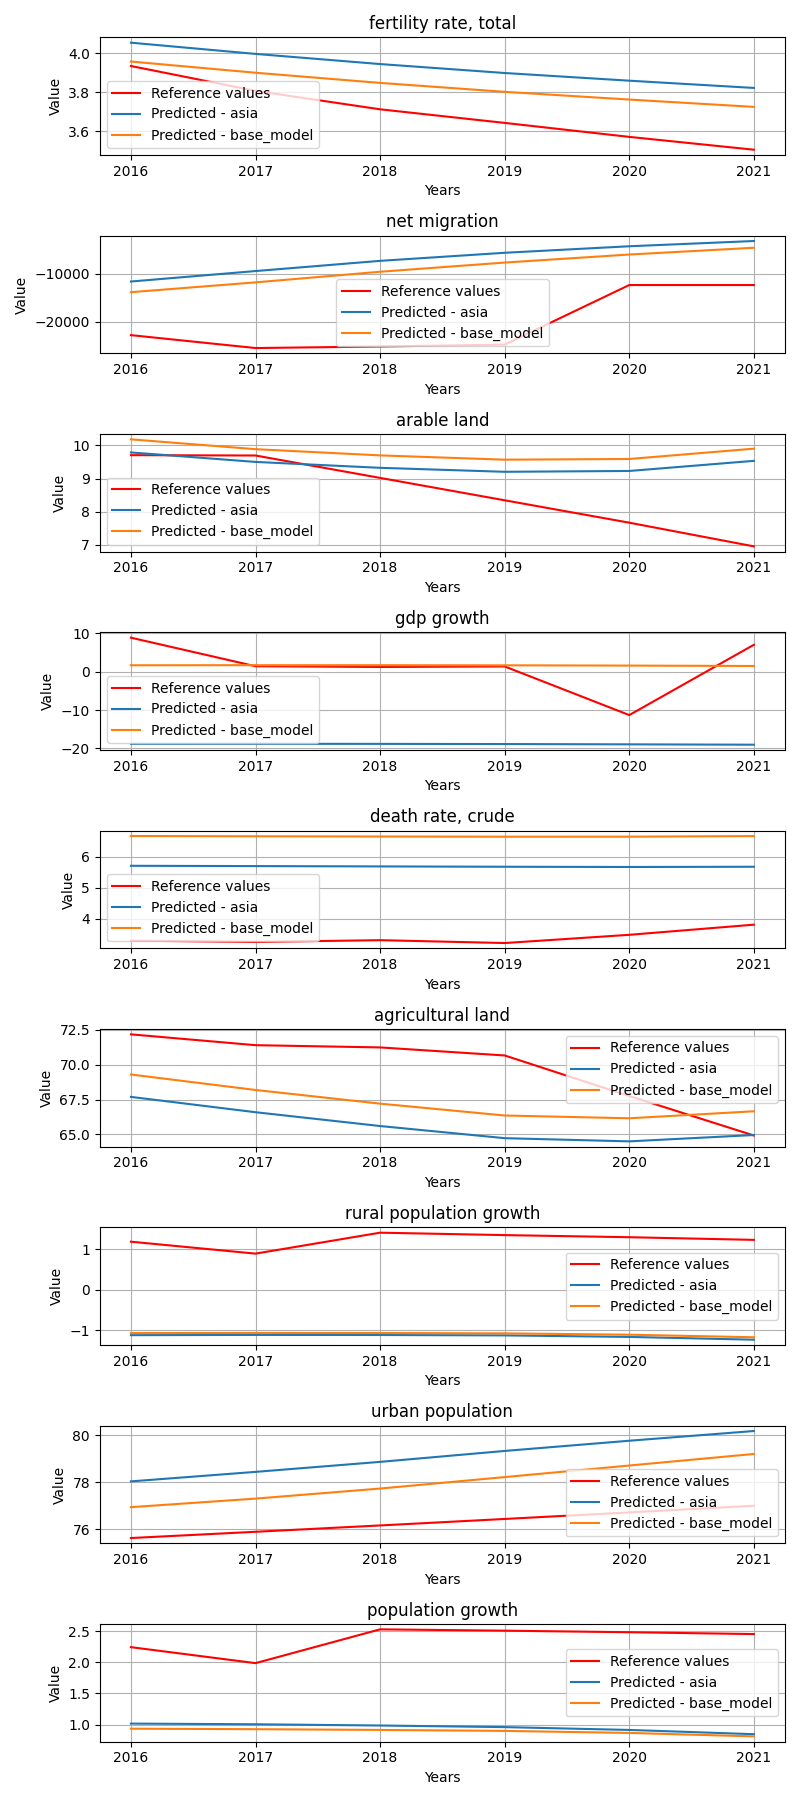 fertility rate, total
4.0
3.8
3.6
Value
Reference values
Predicted - asia
Predicted - base_model
2016 2017 2018 2019 2020 2021
Years
net migration
−10000
−20000
Value
Reference values
Predicted - asia
Predicted - base_model
2016 2017 2018 2019 2020 2021
Years
arable land
10
9
8
7
Value
Reference values
Predicted - asia
Predicted - base_model
2016 2017 2018 2019 2020 2021
Years
gdp growth
10
0
−10
−20
Value
Reference values
Predicted - asia
Predicted - base_model
2016 2017 2018 2019 2020 2021
Years
death rate, crude
6
5
4
Value
Reference values
Predicted - asia
Predicted - base_model
2016 2017 2018 2019 2020 2021
Years
agricultural land
72.5
70.0
67.5
65.0
Value
Reference values
Predicted - asia
Predicted - base_model
2016 2017 2018 2019 2020 2021
Years
rural population growth
1
0
−1
Value
Reference values
Predicted - asia
Predicted - base_model
2016 2017 2018 2019 2020 2021
Years
urban population
80
78
76
Value
Reference values
Predicted - asia
Predicted - base_model
2016 2017 2018 2019 2020 2021
Years
population growth
2.5
2.0
1.5
1.0
Value
Reference values
Predicted - asia
Predicted - base_model
2016 2017 2018 2019 2020 2021
Years